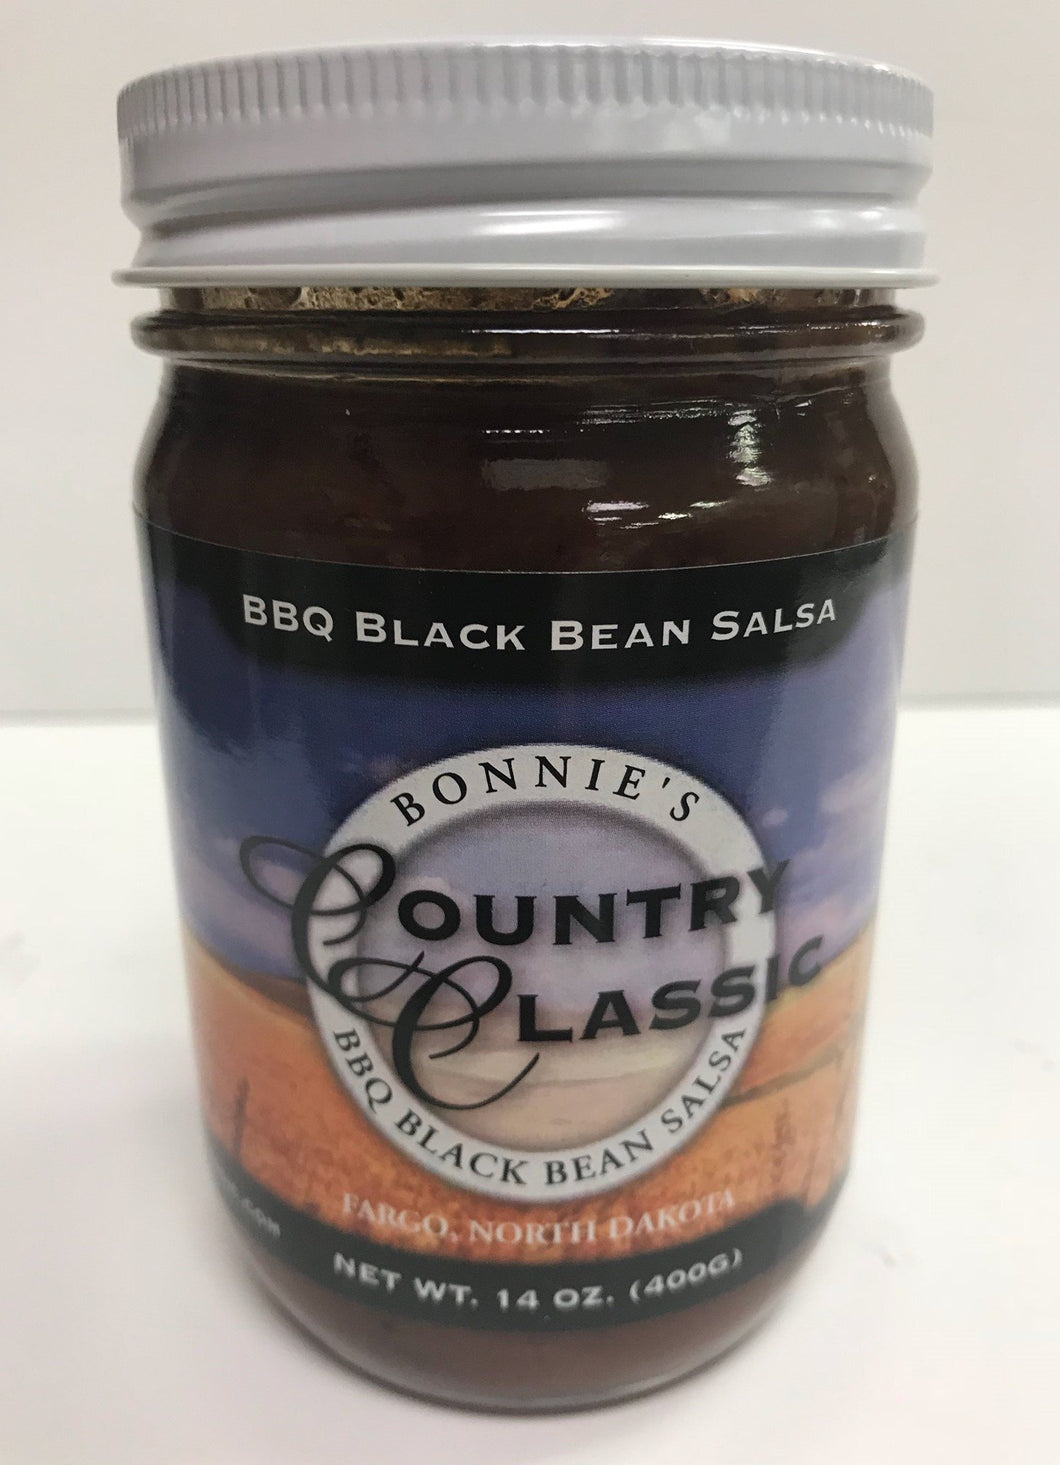 BBQ BLACK BEAN SALSA
BONNIE'S
COUNTRY
CLASSIC
BBQ BLACK BEAN SALSA
FARGO, NORTH DAKOTA
NET WT. 14 OZ. (400G)